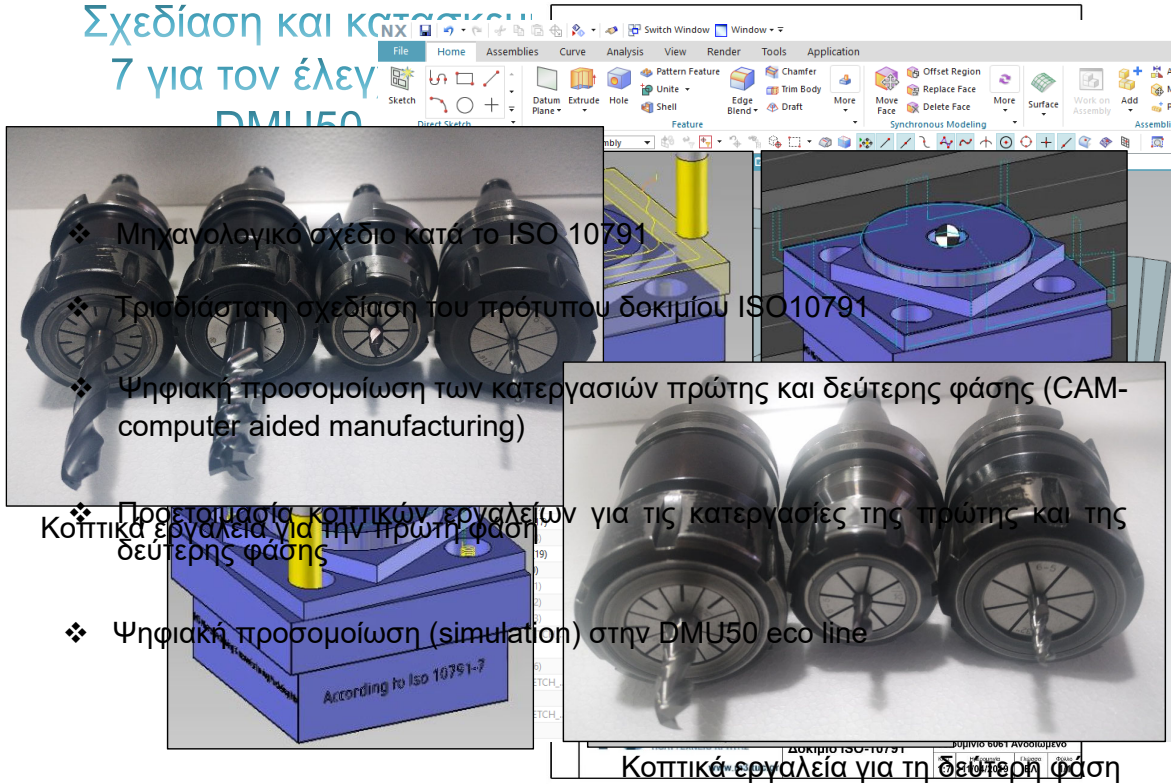 Σχεδίαση και κατασκευ
7 για τον έλεγ
DMU50
NX Switch Window Window
File Home Assemblies Curve Analysis View Render Tools Application
Sketch
Direct Sketch
Datum Plane Extrude Hole
Pattern Feature
Unite
Shell
Edge Blend
Chamfer
Trim Body
Draft
More
Feature
Move Face
Offset Region
Replace Face
Delete Face
More
Synchronous Modeling
Surface
Work on Assembly
Add
❖ Μηχανολογικό σχέδιο κατά το ISO 10791
❖ Τρισδιάστατη σχεδίαση του πρότυπου δοκιμίου ISO10791
❖ Ψηφιακή προσομοίωση των κατεργασιών πρώτης και δεύτερης φάσης (CAM-
computer aided manufacturing)
❖ Προετοιμασία κοπτικών εργαλείων για τις κατεργασίες της πρώτης και της
δεύτερης φάσης
Κοπτικά εργαλεία για την πρώτη φάση
❖ Ψηφιακή προσομοίωση (simulation) στην DMU50 eco line
According to Iso 10791-7
Δοκίμιο ISO-10791
6061 Ανοδιωμένο
Κοπτικά εργαλεία για τη δεύτερη φάση